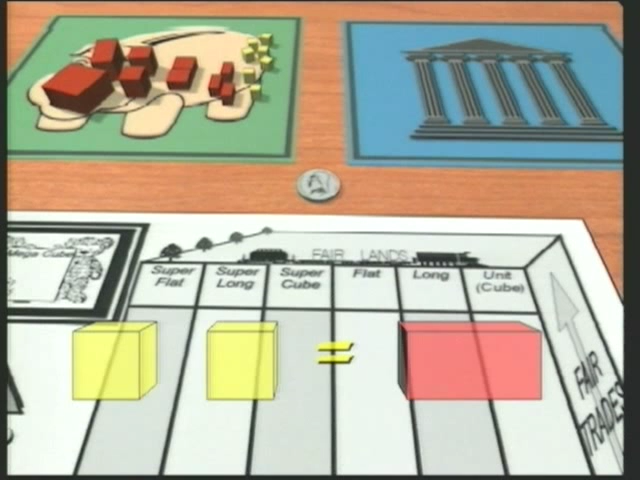 FAIR LANDS
Mega Cube
Super Flat
Super Long
Super Cube
Flat
Long
Unit (Cube)
=
FAIR TRADES